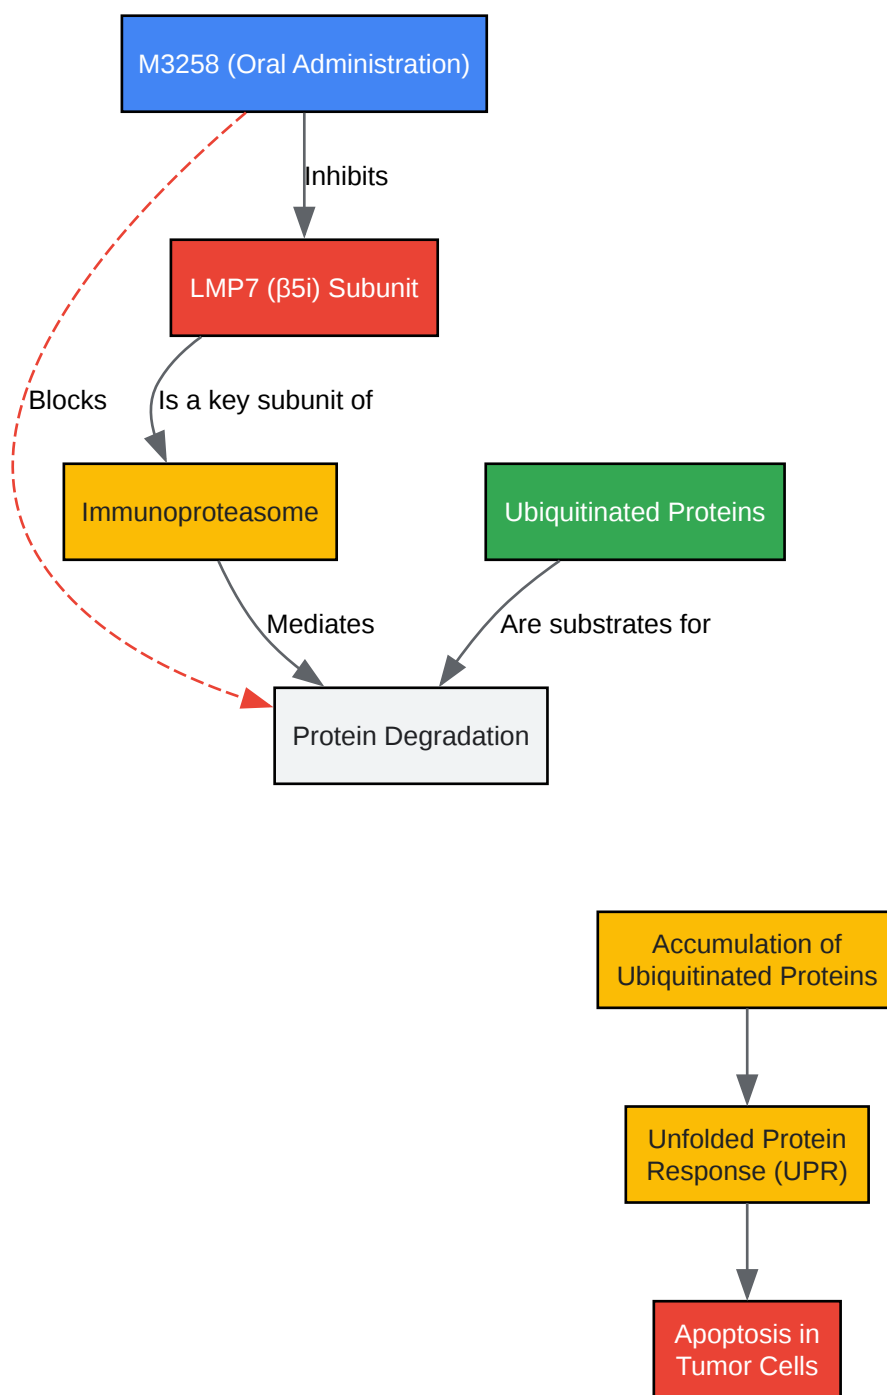 M3258 (Oral Administration)
Inhibits
LMP7 (β5i) Subunit
Blocks
Is a key subunit of
Immunoproteasome
Ubiquitinated Proteins
Mediates
Are substrates for
Protein Degradation
Accumulation of
Ubiquitinated Proteins
Unfolded Protein
Response (UPR)
Apoptosis in
Tumor Cells